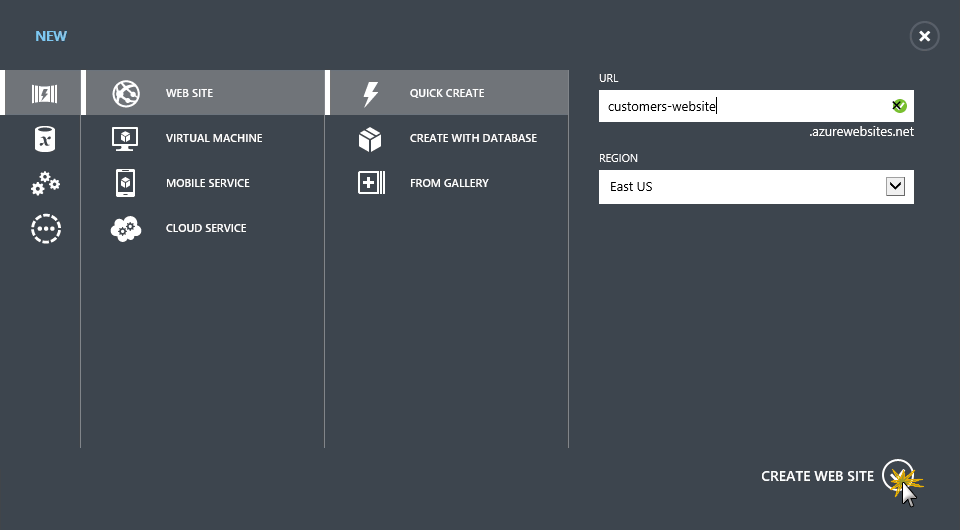 NEW
WEB SITE
VIRTUAL MACHINE
MOBILE SERVICE
CLOUD SERVICE
QUICK CREATE
CREATE WITH DATABASE
FROM GALLERY
URL
customers-website
.azurewebsites.net
REGION
East US
CREATE WEB SITE